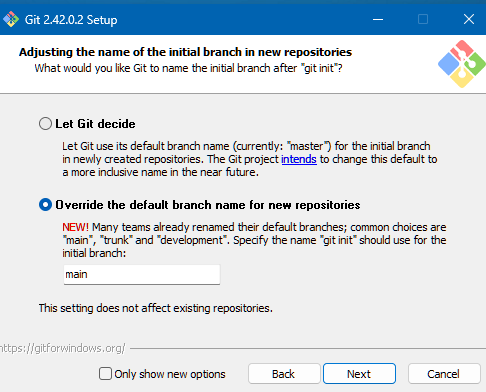 Git 2.42.0.2 Setup
Adjusting the name of the initial branch in new repositories
What would you like Git to name the initial branch after "git init"?
Let Git decide
Let Git use its default branch name (currently: "master") for the initial branch
in newly created repositories. The Git project intends to change this default to
a more inclusive name in the near future.
Override the default branch name for new repositories
NEW! Many teams already renamed their default branches; common choices are
"main", "trunk" and "development". Specify the name "git init" should use for the
initial branch:
main
This setting does not affect existing repositories.
https://gitforwindows.org/
Only show new options
Back
Next
Cancel